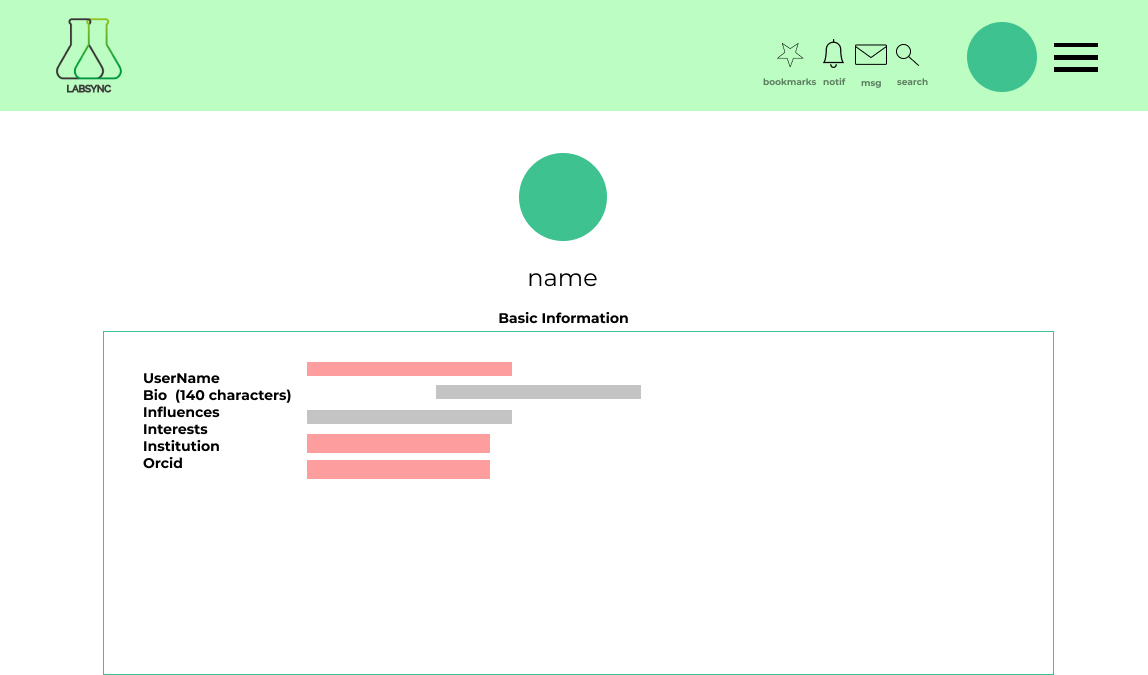 LABSYNC
bookmarks notif msg search
name
Basic Information
UserName
Bio  (140 characters)
Influences
Interests
Institution
Orcid